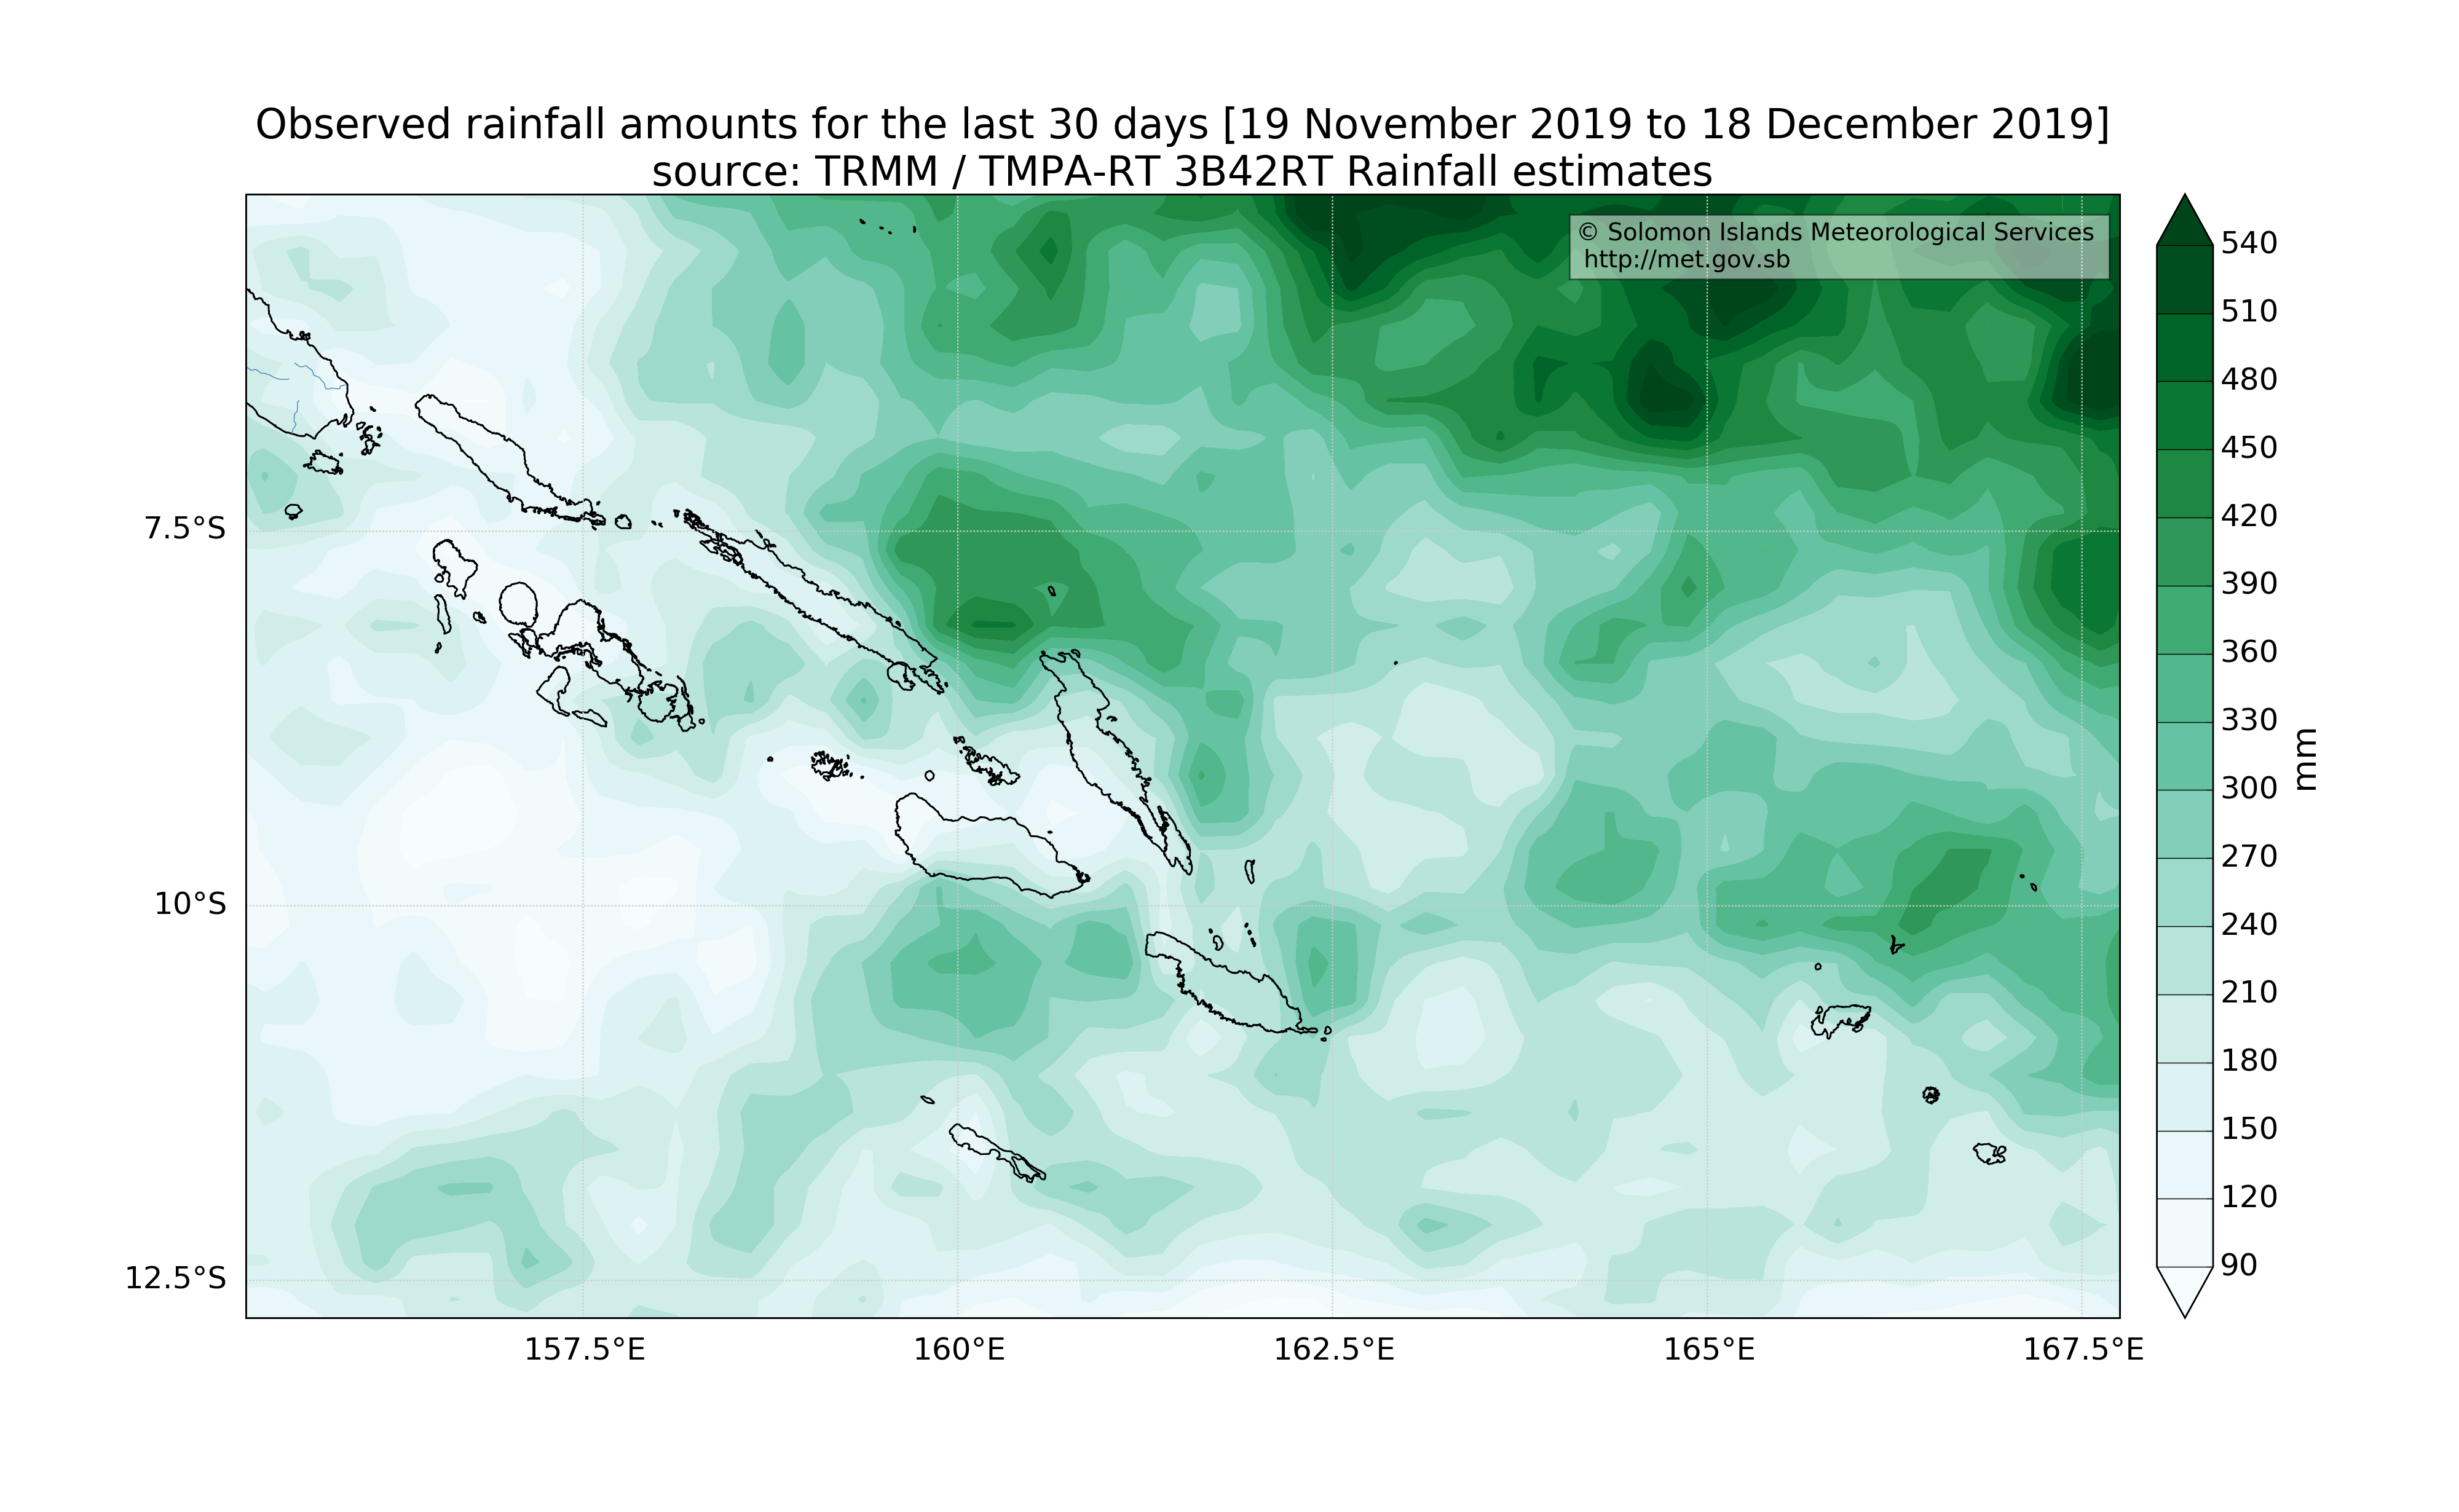 Observed rainfall amounts for the last 30 days [19 November 2019 to 18 December 2019]
source: TRMM / TMPA-RT 3B42RT Rainfall estimates
© Solomon Islands Meteorological Services
http://met.gov.sb
7.5°S
10°S
12.5°S
157.5°E
160°E
162.5°E
165°E
167.5°E
540
510
480
450
420
390
360
330
300
270
240
210
180
150
120
90
mm